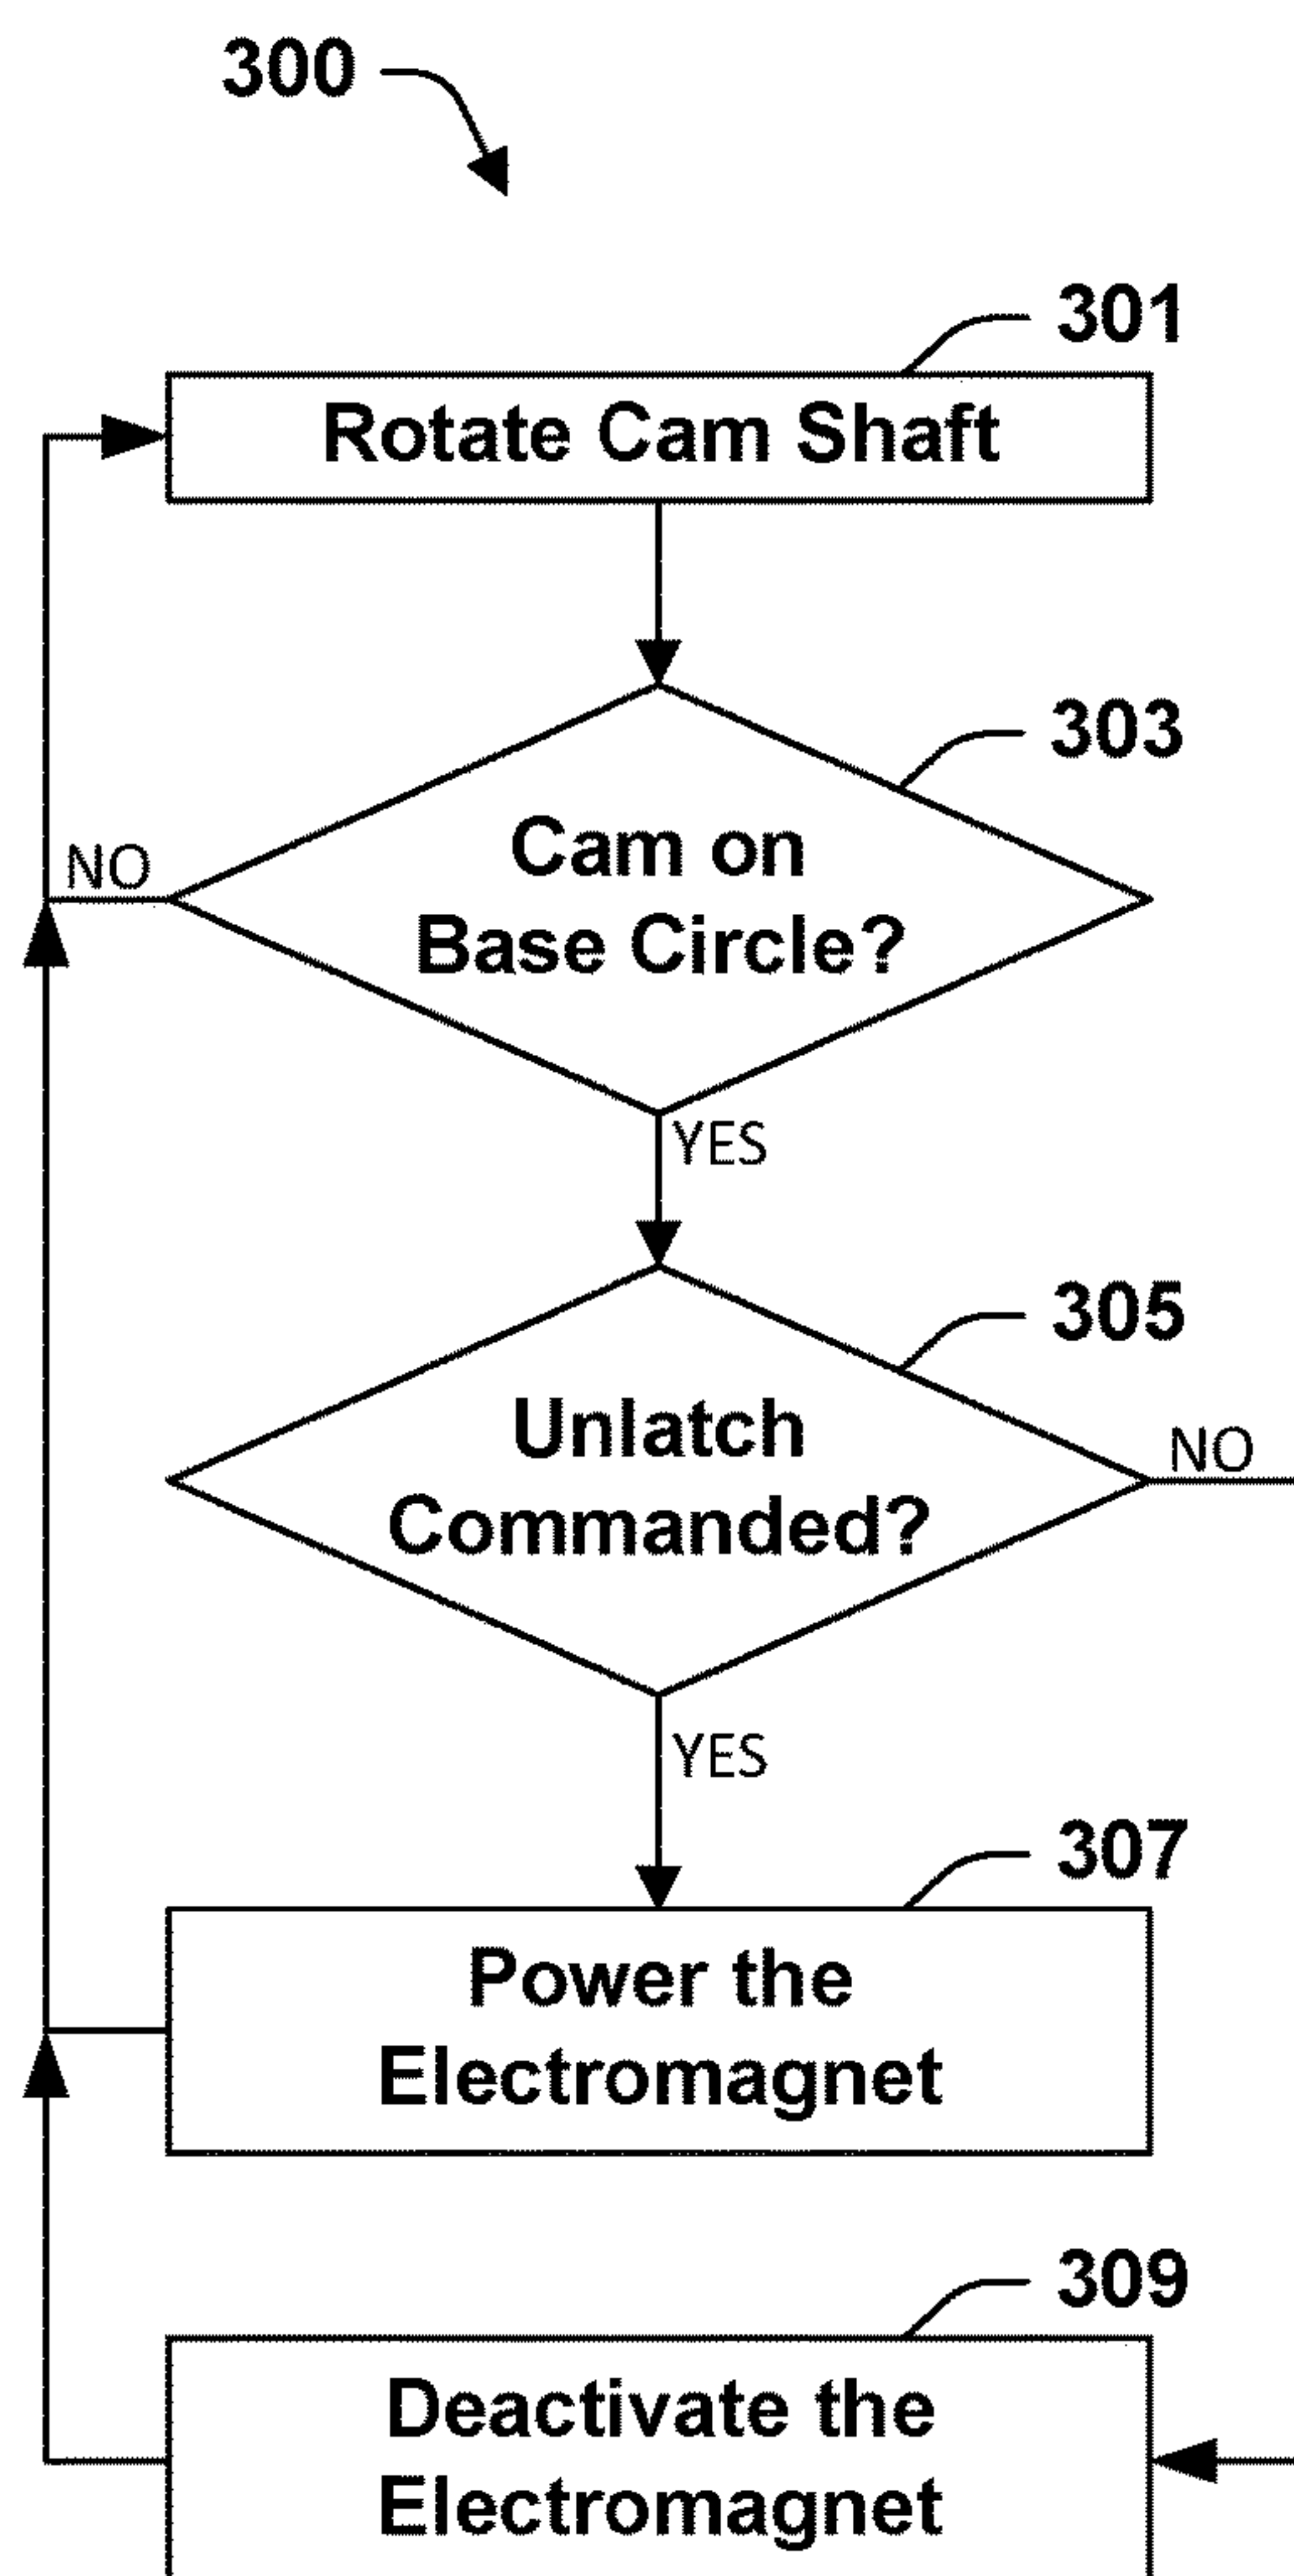 300
301
Rotate Cam Shaft
303
Cam on
Base Circle?
NO
YES
305
Unlatch
Commanded?
NO
YES
307
Power the
Electromagnet
309
Deactivate the
Electromagnet